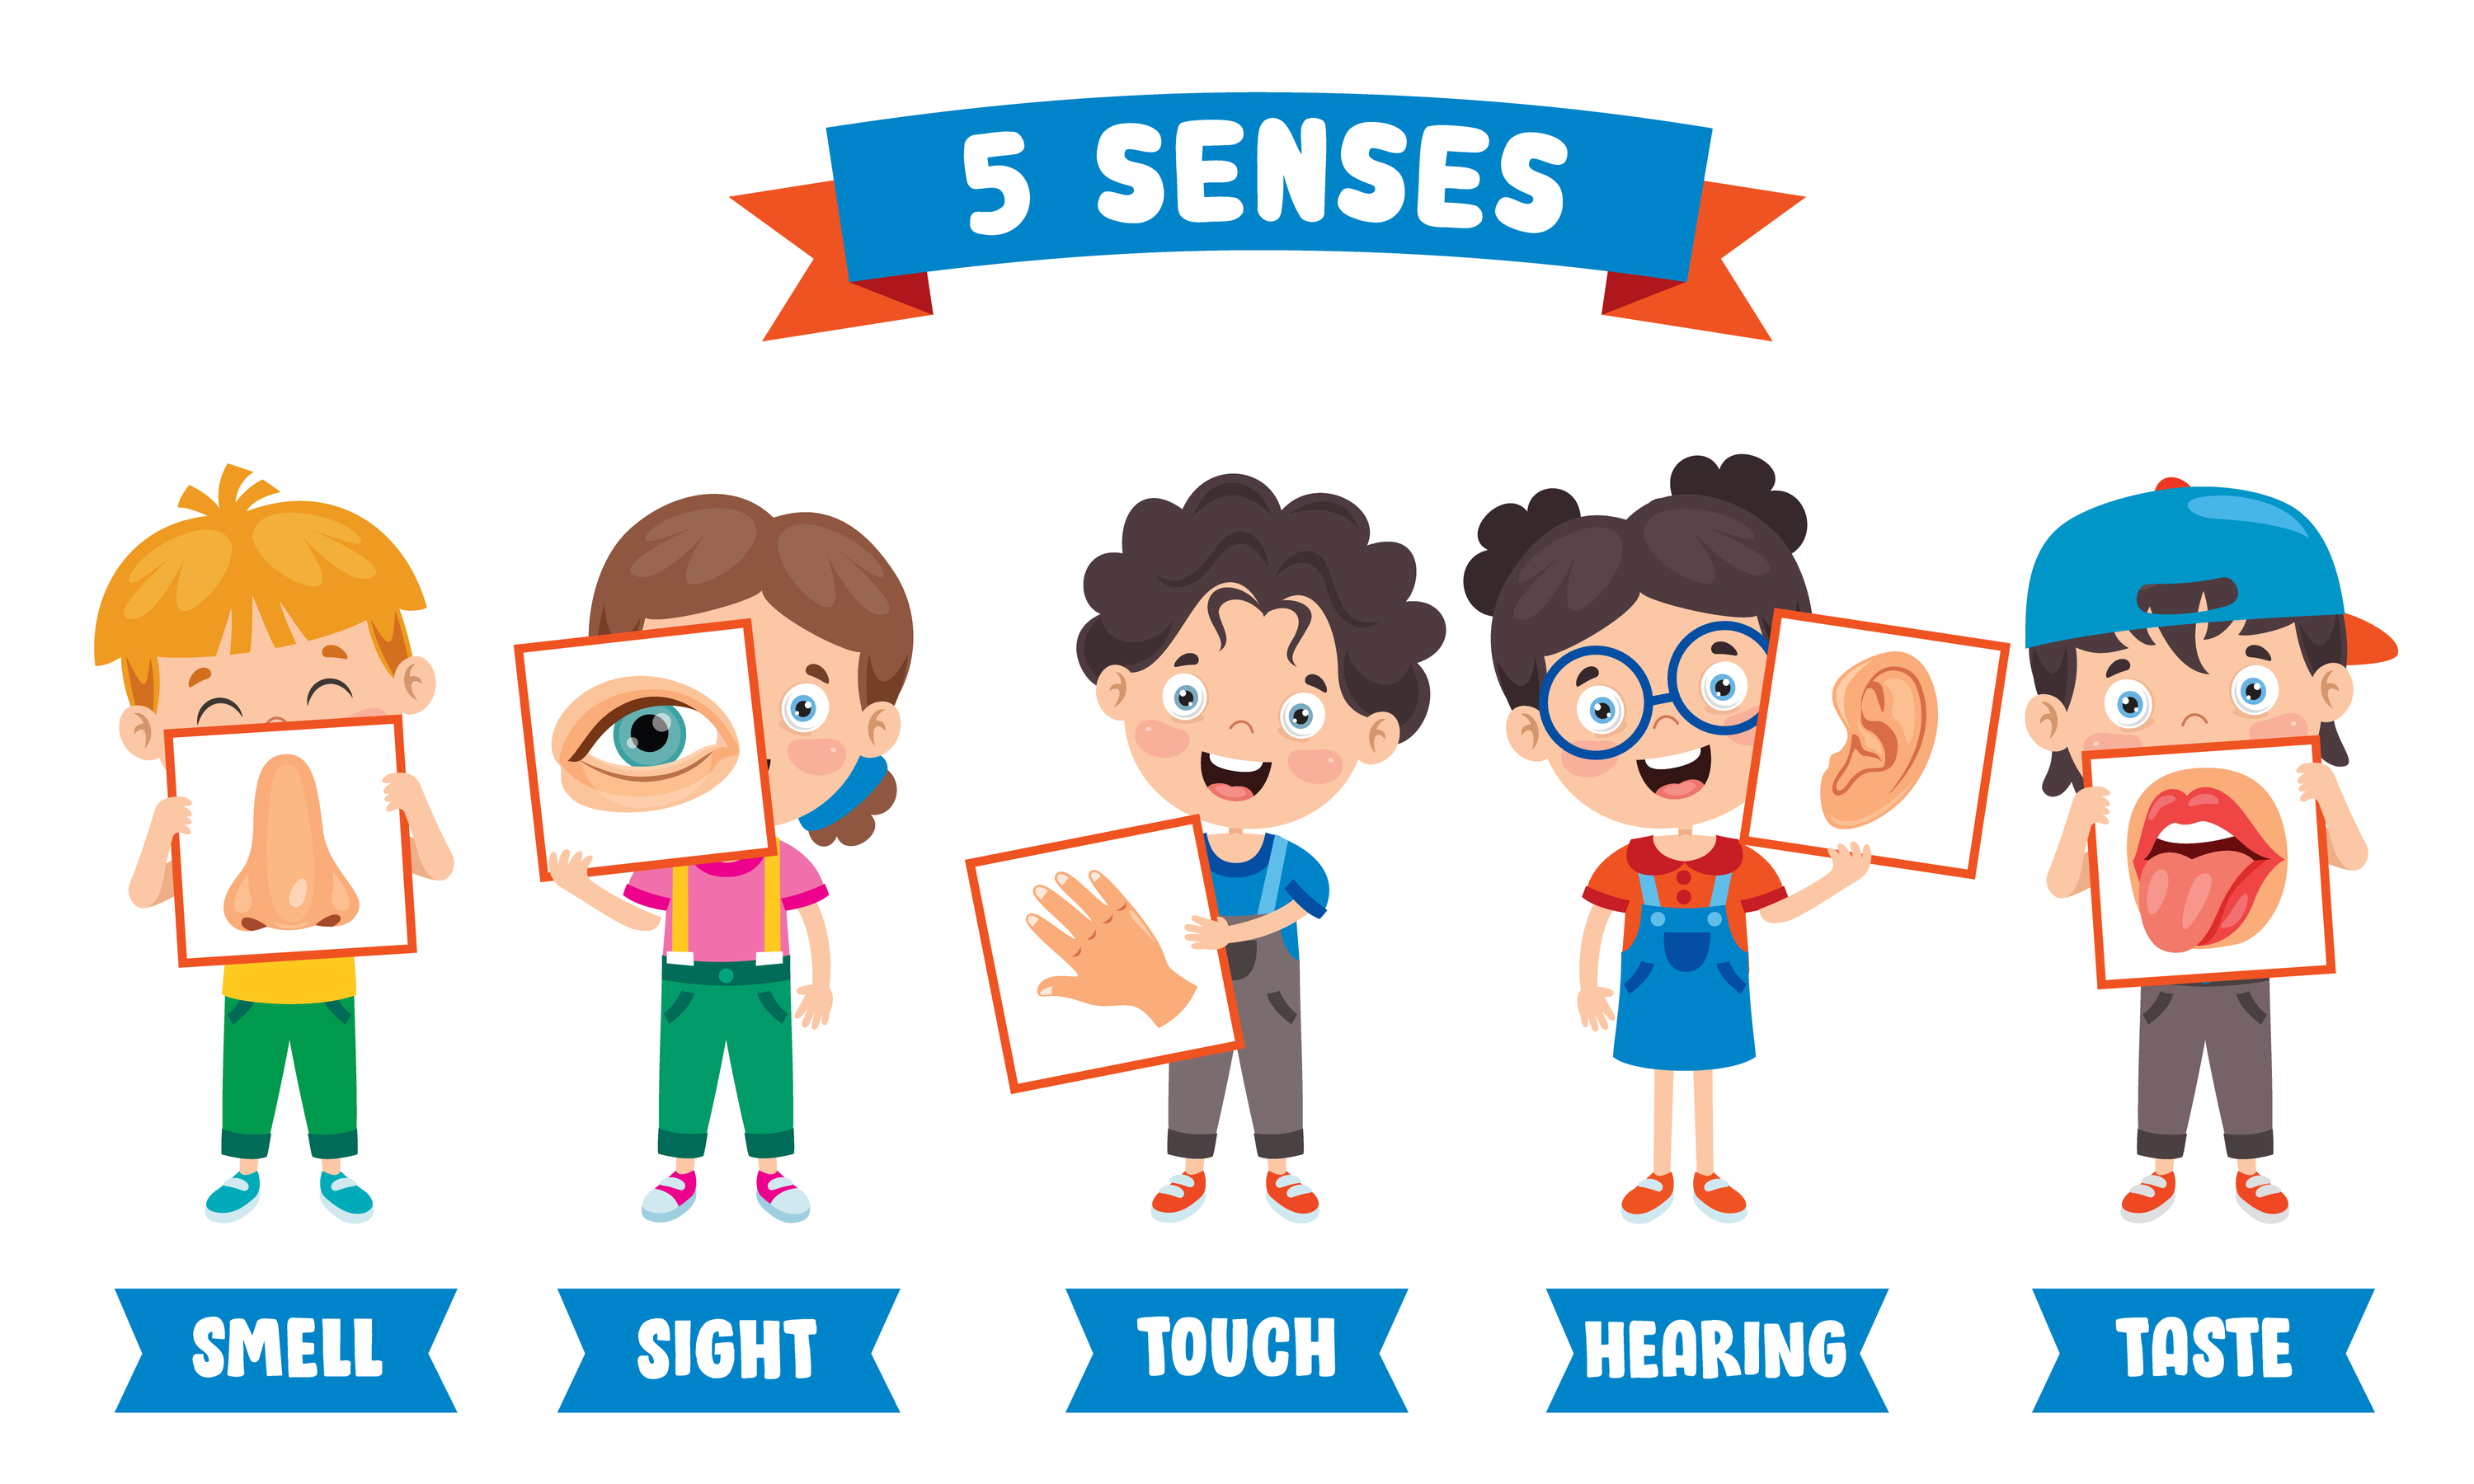 5 SENSES
SMELL
SIGHT
TOUCH
HEARING
TASTE